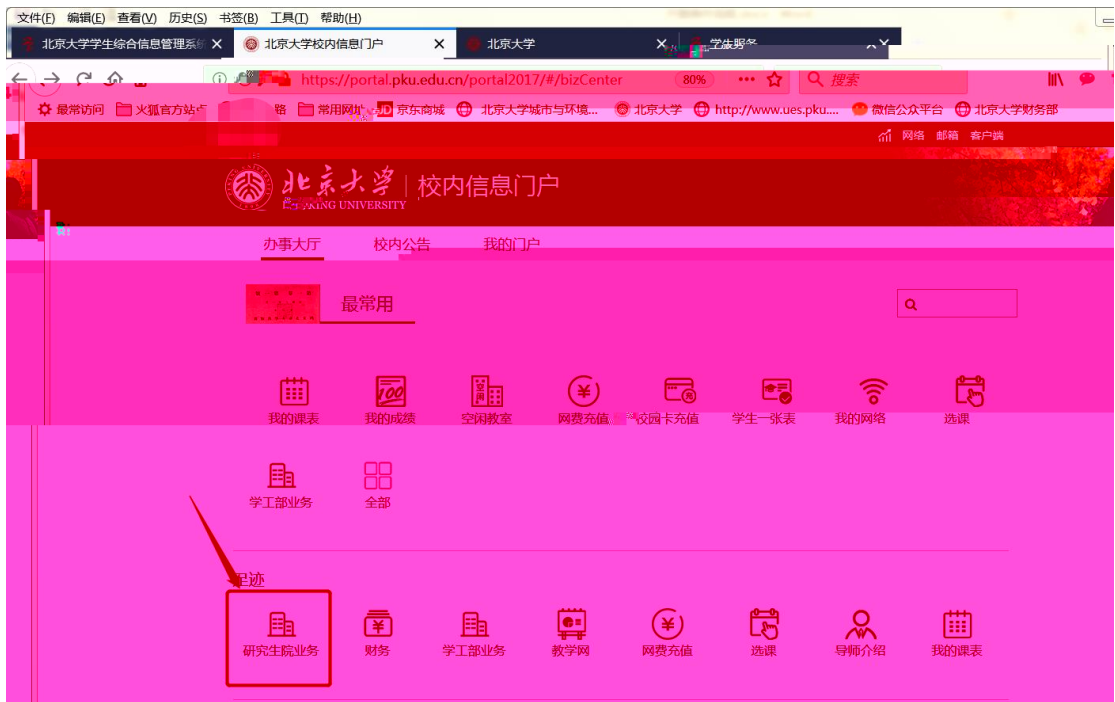 文件(F) 编辑(E) 查看(V) 历史(S) 书签(B) 工具(T) 帮助(H)
北京大学学生综合信息管理系统 北京大学校内信息门户 北京大学
https://portal.pku.edu.cn/portal2017/#/bizCenter 80% 搜索
最常访问 火狐官方站点 常用网址 京东商城 北京大学城市与环境... 北京大学 http://www.ues.pku.... 微信公众平台 北京大学财务部
网络 邮箱 客户端
北京大学 校内信息门户
PEKING UNIVERSITY
办事大厅 校内公告 我的门户
最常用
我的课表 我的成绩 空闲教室 网费充值 校园卡充值 学生一张表 我的网络 选课
学工部业务 全部
足迹
研究生院业务 财务 学工部业务 教学网 网费充值 选课 导师介绍 我的课表